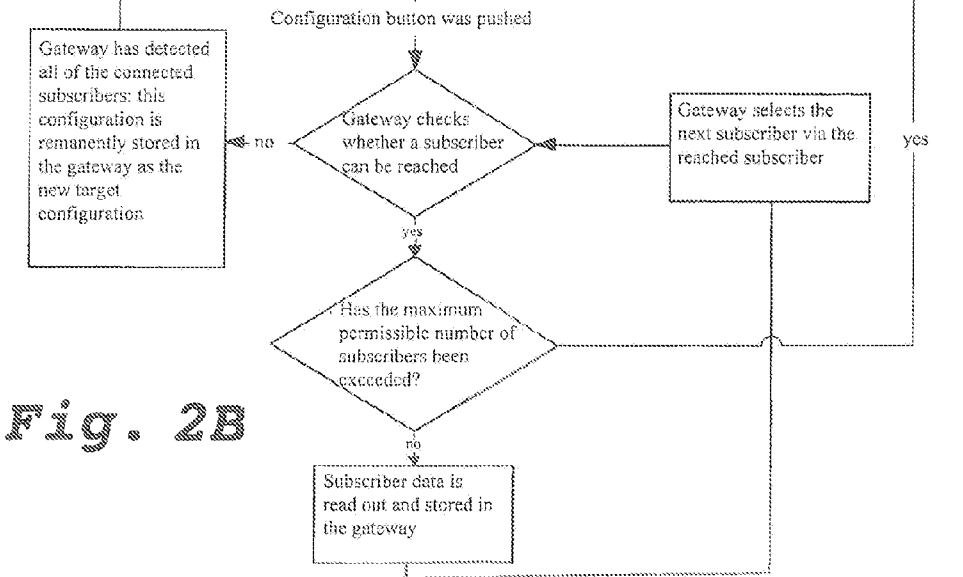 Configuration button was pushed
Gateway has detected
all of the connected
subscribers: this
configuration is
remanently stored in
the gateway as the
new target
configuration
no
Gateway checks
whether a subscriber
can be reached
Gateway selects the
next subscriber via the
reached subscriber
yes
yes
Has the maximum
permissible number of
subscribers been
exceeded?
Fig. 2B
no
Subscriber data is
read out and stored in
the gateway